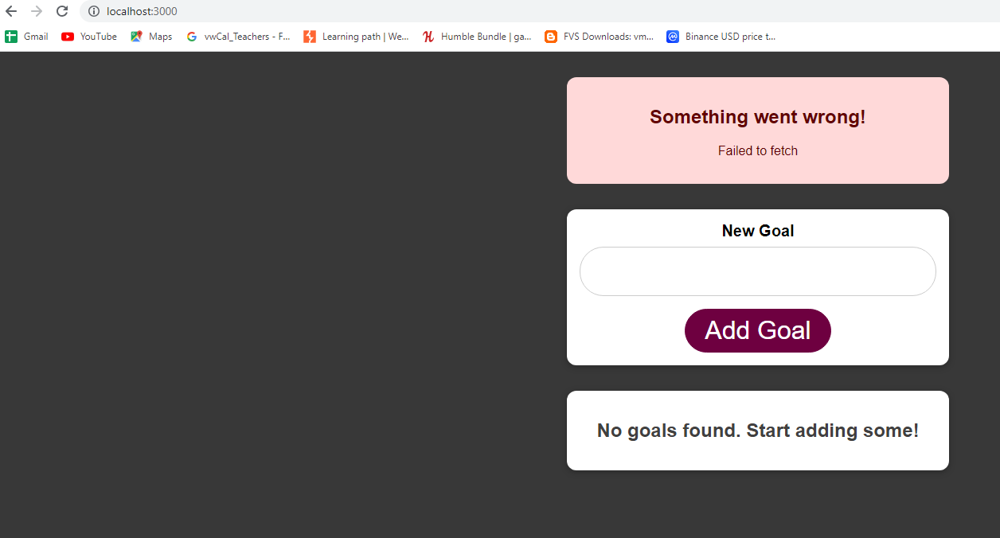 localhost:3000
Gmail YouTube Maps vwCal_Teachers - F... Learning path | We... Humble Bundle | ga... FVS Downloads: vm... Binance USD price t...
Something went wrong!
Failed to fetch
New Goal
Add Goal
No goals found. Start adding some!